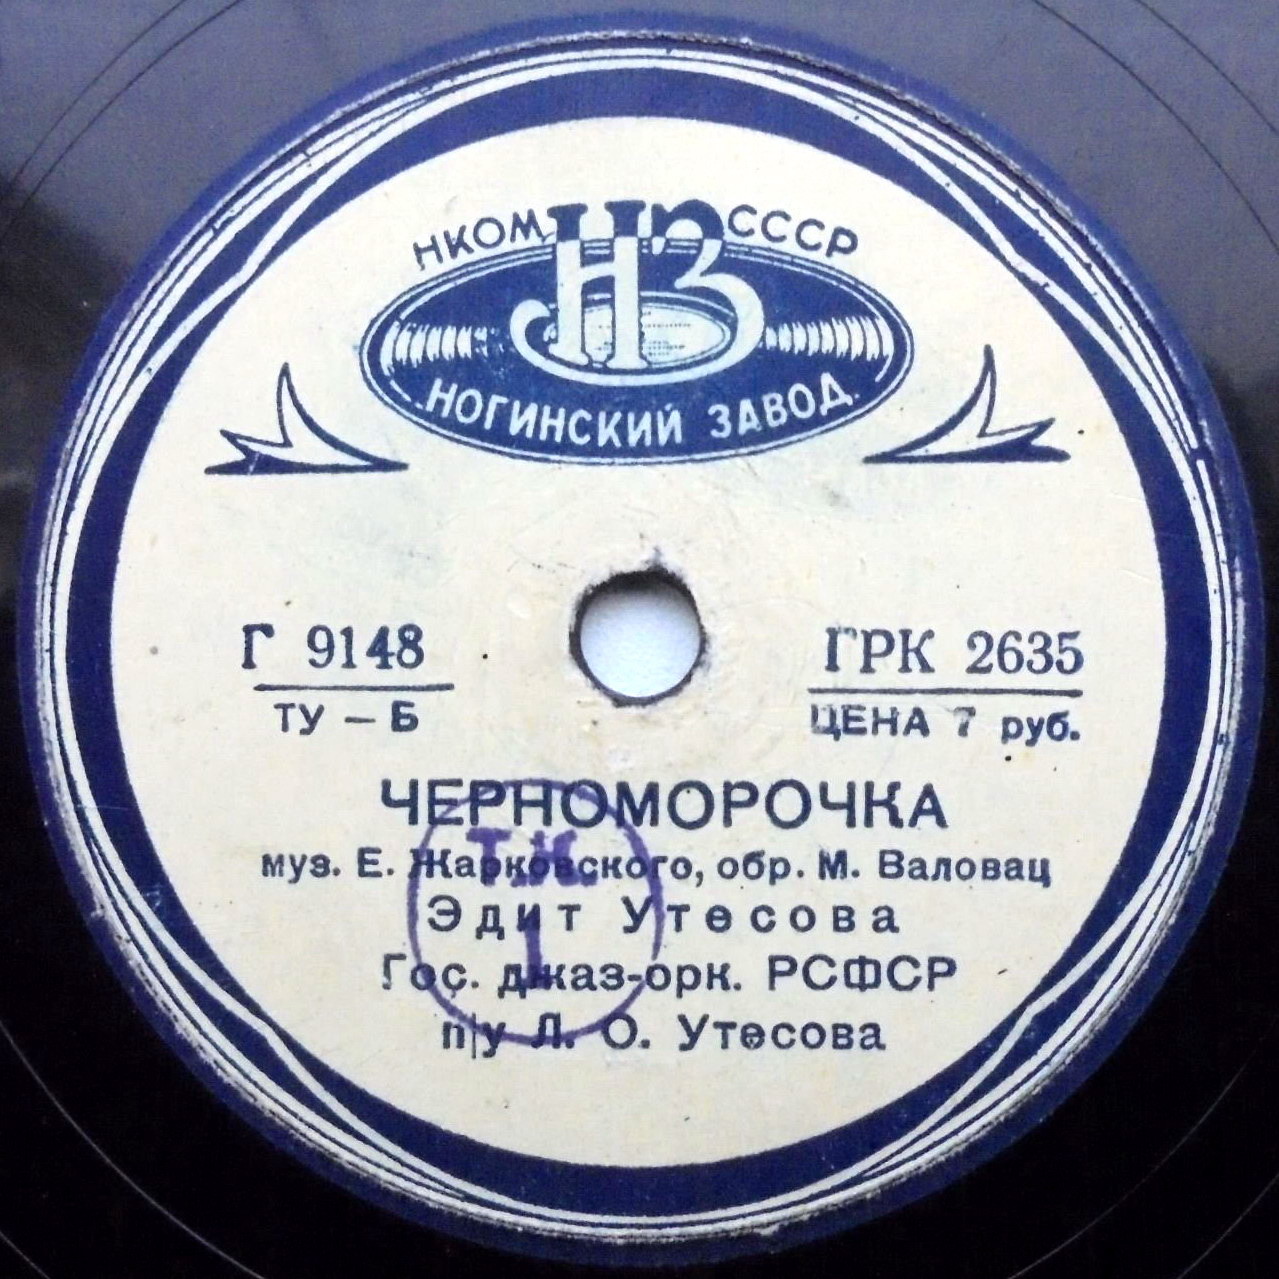 НКОМ НЗ СССР
НОГИНСКИЙ ЗАВОД.
Г 9148
ТУ – Б
ГРК 2635
ЦЕНА 7 руб.
ЧЕРНОМОРОЧКА
муз. Е. Жарковского, обр. М. Валовац
Эдит Утесова
Гос. джаз-орк. РСФСР
п/у Л. О. Утесова
Т.К.
1